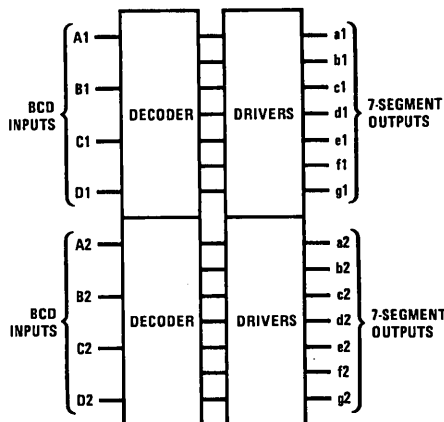 A1
B1
C1
D1
BCD
INPUTS
DECODER
DRIVERS
a1
b1
c1
d1
e1
f1
g1
7-SEGMENT
OUTPUTS
A2
B2
C2
D2
BCD
INPUTS
DECODER
DRIVERS
a2
b2
c2
d2
e2
f2
g2
7-SEGMENT
OUTPUTS